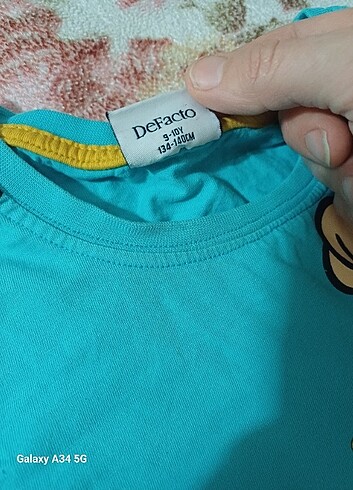 DeFacto
9-10Y
134-140CM
Galaxy A34 5G